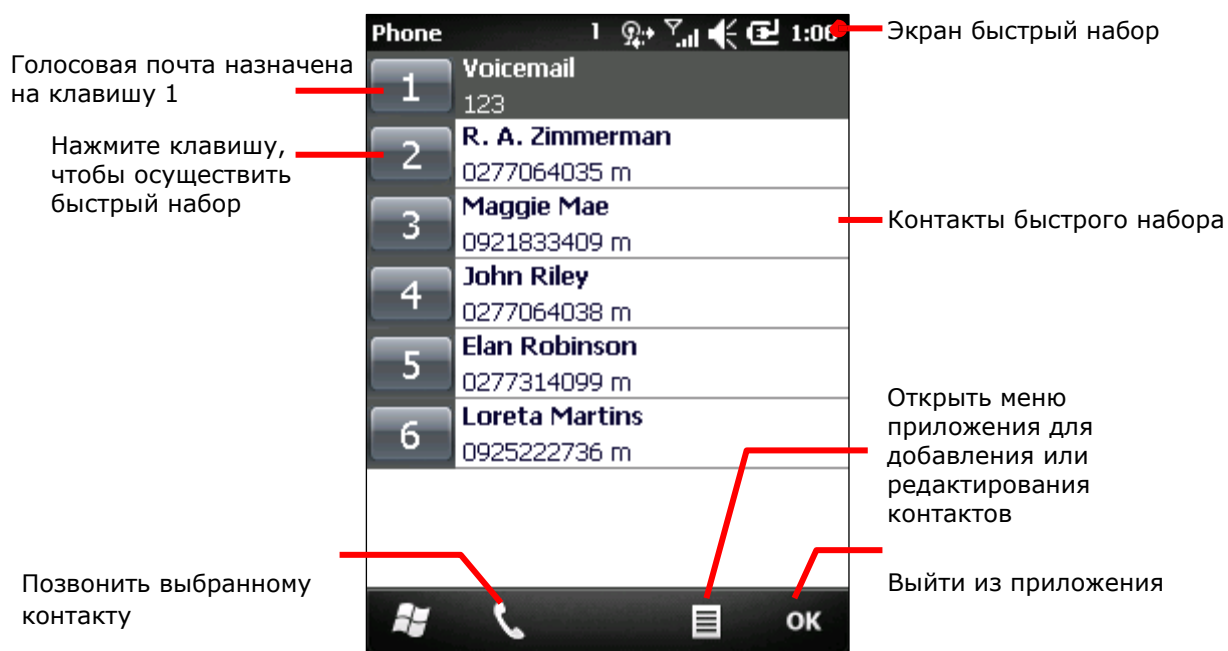 Phone 1 1:06
Экран быстрый набор
Голосовая почта назначена
на клавишу 1
Нажмите клавишу,
чтобы осуществить
быстрый набор
1 Voicemail
123
2 R. A. Zimmerman
0277064035 m
3 Maggie Mae
0921833409 m
4 John Riley
0277064038 m
5 Elan Robinson
0277314099 m
6 Loreta Martins
0925222736 m
Контакты быстрого набора
Открыть меню
приложения для
добавления или
редактирования
контактов
Выйти из приложения
Позвонить выбранному
контакту
OK